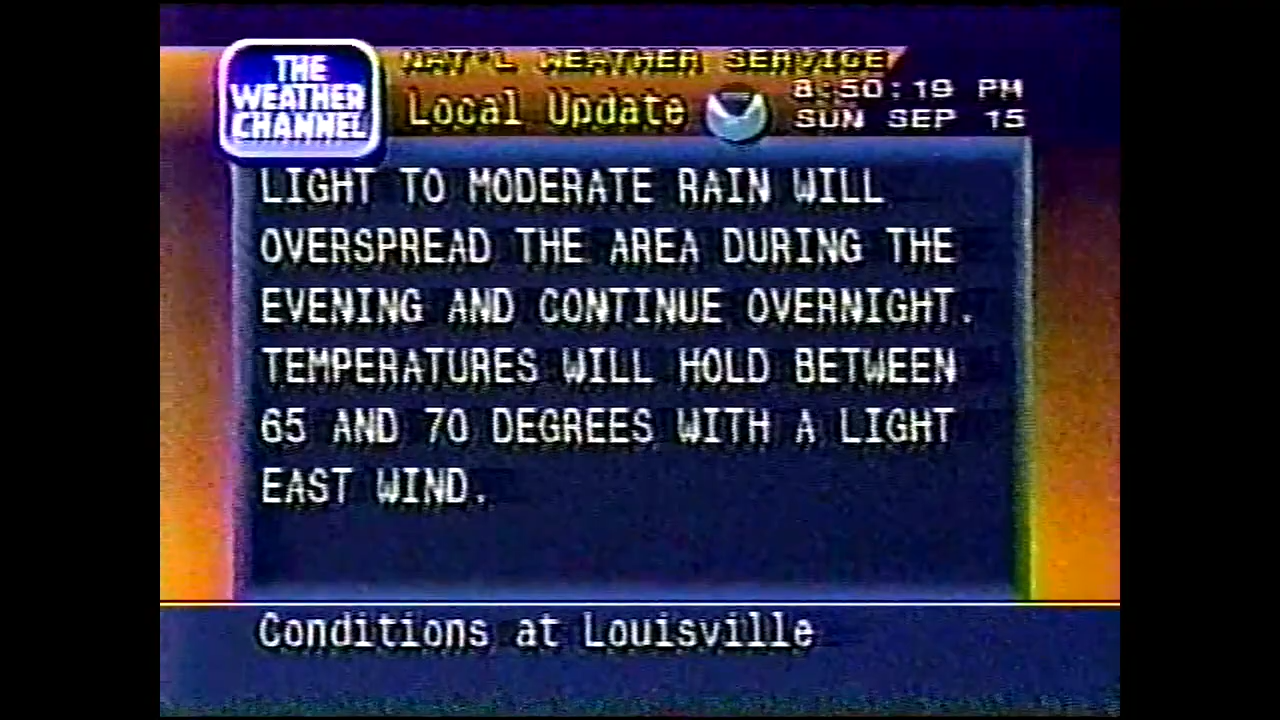 THE
WEATHER
CHANNEL
NAT'L WEATHER SERVICE
Local Update
8:50:19 PM
SUN SEP 15
LIGHT TO MODERATE RAIN WILL
OVERSPREAD THE AREA DURING THE
EVENING AND CONTINUE OVERNIGHT.
TEMPERATURES WILL HOLD BETWEEN
65 AND 70 DEGREES WITH A LIGHT
EAST WIND.
Conditions at Louisville